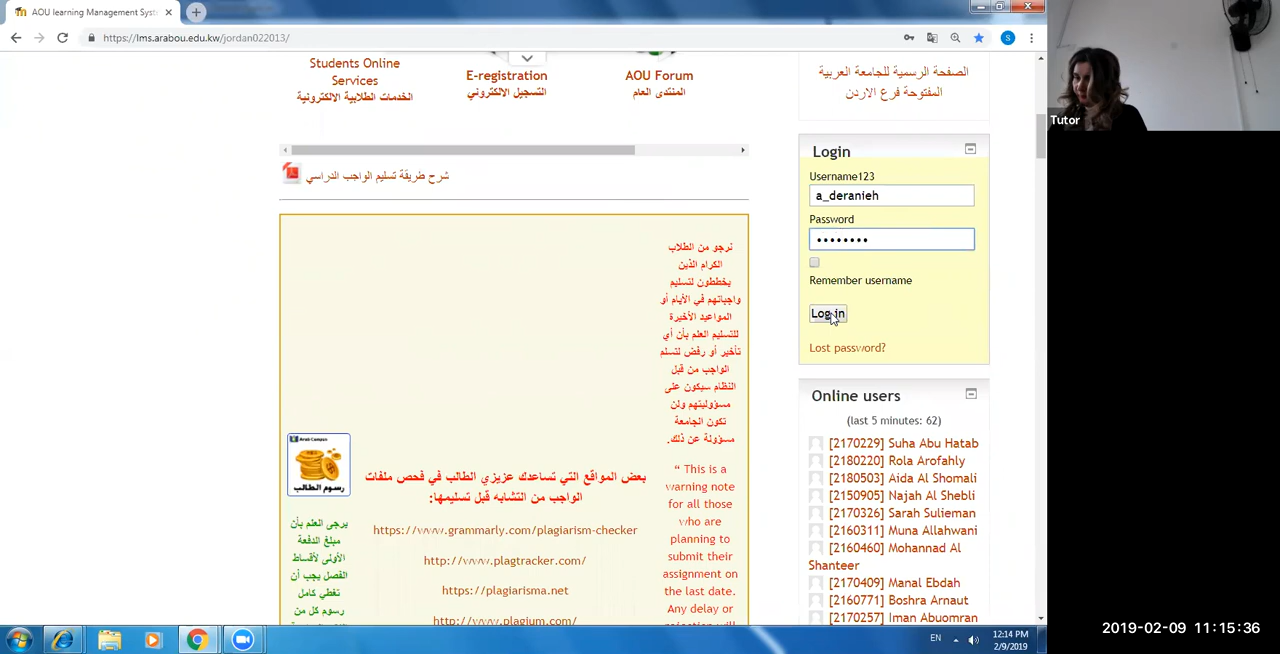 AOU learning Management Syst
https://lms.arabou.edu.kw/jordan022013/
S
Students Online
Services
الخدمات الطلابية الالكترونية
E-registration
التسجيل الالكتروني
AOU Forum
المنتدى العام
الصفحة الرسمية للجامعة العربية
المفتوحة فرع الاردن
شرح طريقة تسليم الواجب الدراسي
Login
Username123
a_deranieh
Password
••••••••
Remember username
Log in
Lost password?
نرجو من الطلاب
الكرام الذين
يخططون لتسليم
واجباتهم في الأيام أو
المواعيد الأخيرة
للتسليم العلم بأن أي
تأخير أو رفض لتسلم
الواجب من قبل
النظام سيكون على
مسؤوليتهم ولن
تكون الجامعة
مسؤولة عن ذلك.
“ This is a
warning note
for all those
who are
planning to
submit their
assignment on
the last date.
Any delay or
Arab Campus
رسوم الطالب
يرجى العلم بأن
مبلغ الدفعة
الأولى لأقساط
الفصل يجب أن
تغطي كامل
رسوم كل من
بعض المواقع التي تساعدك عزيزي الطالب في فحص ملفات
الواجب من التشابه قبل تسليمها:
https://www.grammarly.com/plagiarism-checker
http://www.plagtracker.com/
https://plagiarisma.net
http://www.plagium.com/
Online users
(last 5 minutes: 62)
[2170229] Suha Abu Hatab
[2180220] Rola Arofahly
[2180503] Aida Al Shomali
[2150905] Najah Al Shebli
[2170326] Sarah Sulieman
[2160311] Muna Allahwani
[2160460] Mohannad Al
Shanteer
[2170409] Manal Ebdah
[2160771] Boshra Arnaut
[2170257] Iman Abuomran
Tutor
EN
12:14 PM
2/9/2019
2019-02-09 11:15:36